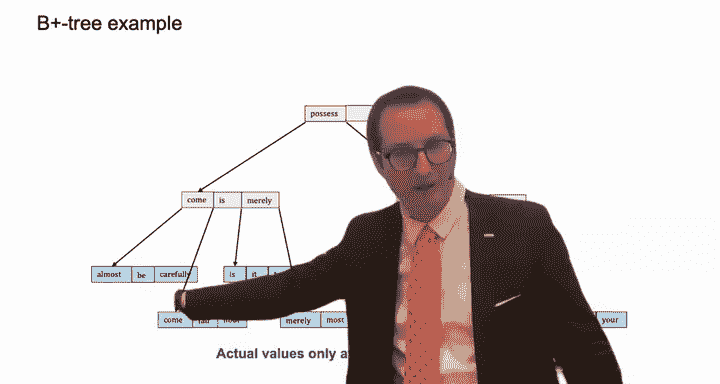 B+-tree example
possess
come is merely
almost be carefully
is it
come
merely most
your
Actual values only a